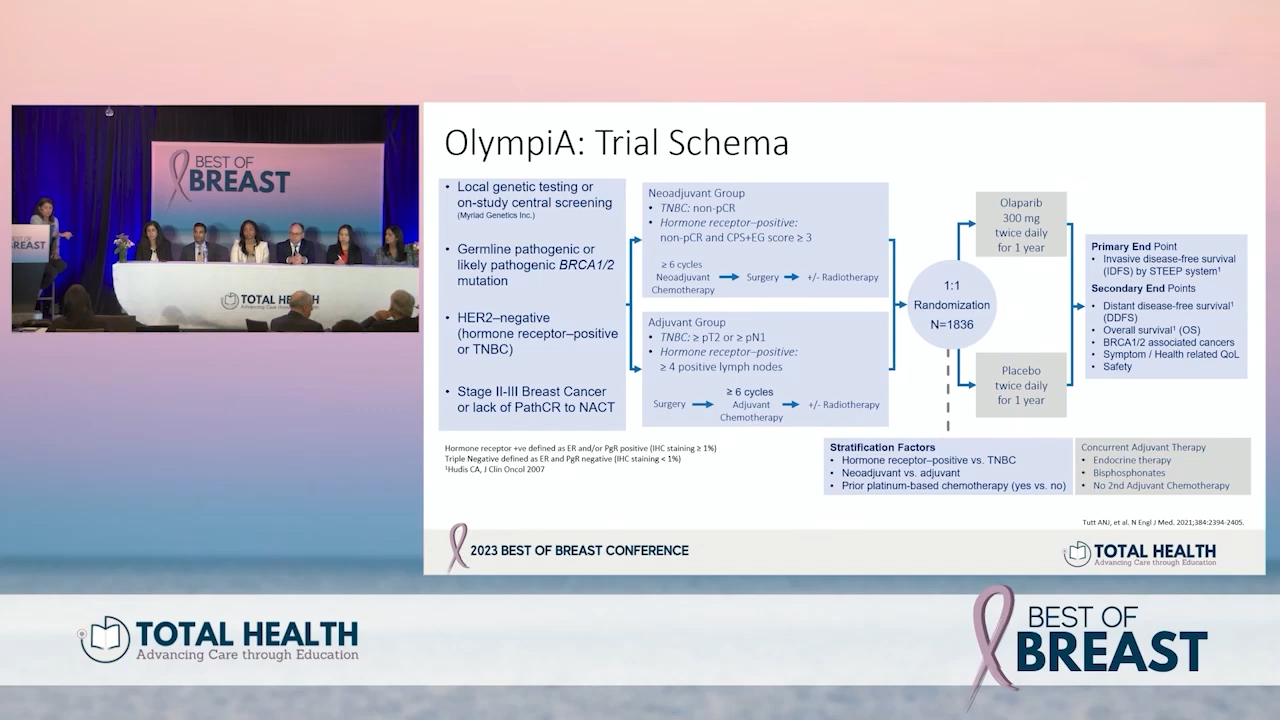 BEST OF
BREAST
BREAST
TOTAL HEALTH
Advancing Care through Education
OlympiA: Trial Schema
• Local genetic testing or
on-study central screening
(Myriad Genetics Inc.)
• Germline pathogenic or
likely pathogenic BRCA1/2
mutation
• HER2–negative
(hormone receptor–positive
or TNBC)
• Stage II-III Breast Cancer
or lack of PathCR to NACT
Neoadjuvant Group
• TNBC: non-pCR
• Hormone receptor–positive:
non-pCR and CPS+EG score ≥ 3
≥ 6 cycles
Neoadjuvant
Chemotherapy
Surgery
+/- Radiotherapy
Adjuvant Group
• TNBC: ≥ pT2 or ≥ pN1
• Hormone receptor–positive:
≥ 4 positive lymph nodes
Surgery
≥ 6 cycles
Adjuvant
Chemotherapy
+/- Radiotherapy
1:1
Randomization
N=1836
Olaparib
300 mg
twice daily
for 1 year
Placebo
twice daily
for 1 year
Primary End Point
• Invasive disease-free survival
(IDFS) by STEEP system¹
Secondary End Points
• Distant disease-free survival¹
(DDFS)
• Overall survival¹ (OS)
• BRCA1/2 associated cancers
• Symptom / Health related QoL
• Safety
Hormone receptor +ve defined as ER and/or PgR positive (IHC staining ≥ 1%)
Triple Negative defined as ER and PgR negative (IHC staining < 1%)
¹Hudis CA, J Clin Oncol 2007
Stratification Factors
• Hormone receptor–positive vs. TNBC
• Neoadjuvant vs. adjuvant
• Prior platinum-based chemotherapy (yes vs. no)
Concurrent Adjuvant Therapy
• Endocrine therapy
• Bisphosphonates
• No 2nd Adjuvant Chemotherapy
Tutt ANJ, et al. N Engl J Med. 2021;384:2394-2405.
2023 BEST OF BREAST CONFERENCE
TOTAL HEALTH
Advancing Care through Education
TOTAL HEALTH
Advancing Care through Education
BEST OF
BREAST